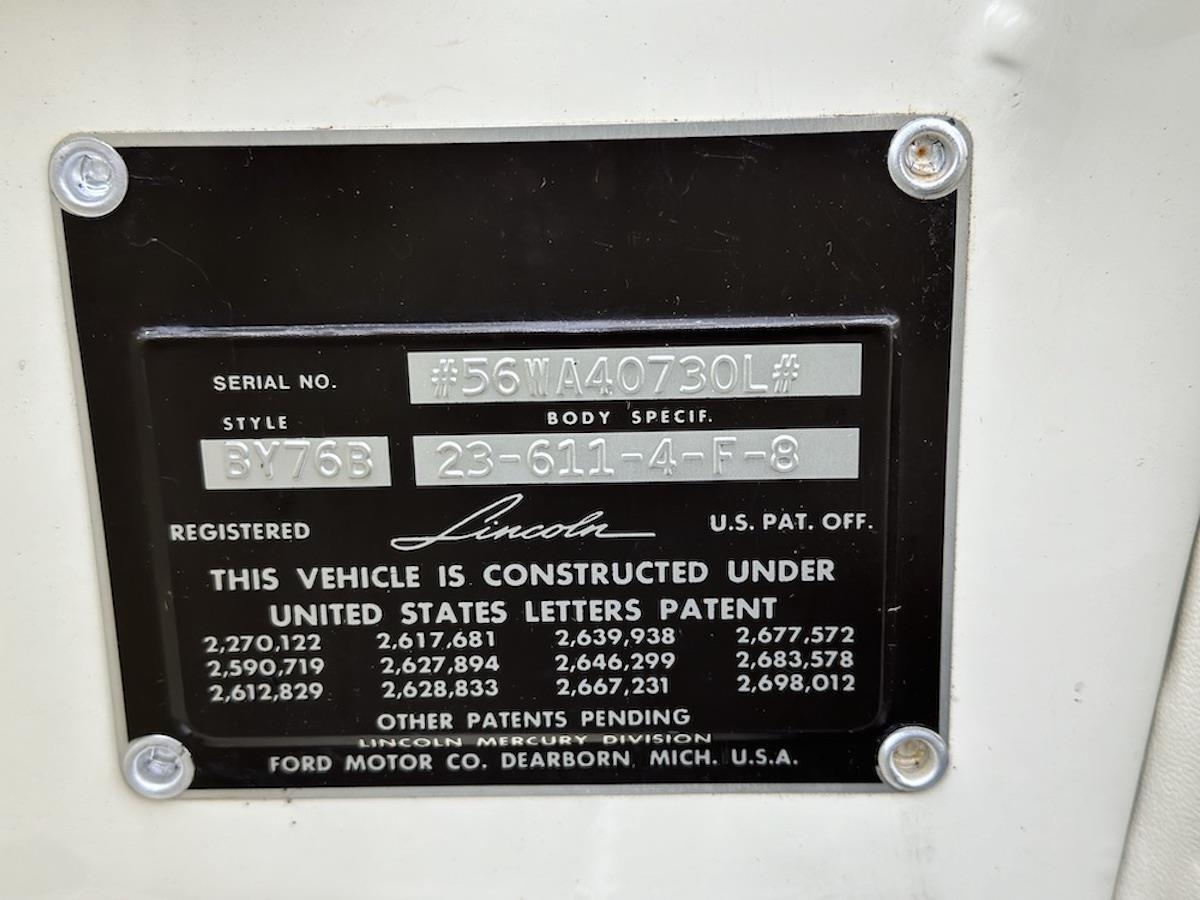 SERIAL NO. #56WA40730L#
STYLE BODY SPECIF.
BY76B 23-611-4-F-8
REGISTERED Lincoln U.S. PAT. OFF.
THIS VEHICLE IS CONSTRUCTED UNDER
UNITED STATES LETTERS PATENT
2,270,122 2,617,681 2,639,938 2,677,572
2,590,719 2,627,894 2,646,299 2,683,578
2,612,829 2,628,833 2,667,231 2,698,012
OTHER PATENTS PENDING
LINCOLN MERCURY DIVISION
FORD MOTOR CO. DEARBORN, MICH. U.S.A.